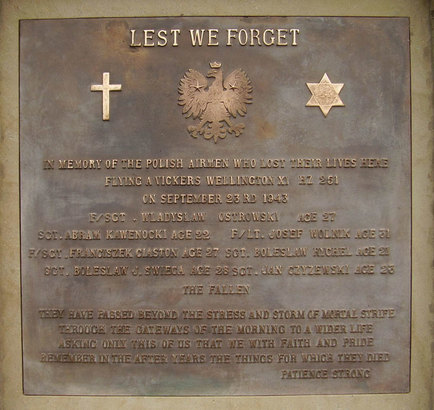 LEST WE FORGET
IN MEMORY OF THE POLISH AIRMEN WHO LOST THEIR LIVES HERE
FLYING A VICKERS WELLINGTON XI HZ 261
ON SEPTEMBER 23RD 1943
F/SGT. WLADYSLAW OSTROWSKI AGE 27
SGT. ABRAM KAWENOCKI AGE 22 F/LT. JOSEF WOLNIK AGE 31
F/SGT. FRANCISZEK CIASTON AGE 27 SGT. BOLESLAW ROCHEL AGE 21
SGT. BOLESLAW J. SWIECA AGE 28 SGT. JAN CZYZEWSKI AGE 23
THE FALLEN
THEY HAVE PASSED BEYOND THE STRESS AND STORM OF MORTAL STRIFE
THROUGH THE GATEWAYS OF THE MORNING TO A WIDER LIFE
ASKING ONLY THIS OF US THAT WE WITH FAITH AND PRIDE
REMEMBER IN THE AFTER YEARS THE THINGS FOR WHICH THEY DIED
PATIENCE STRONG